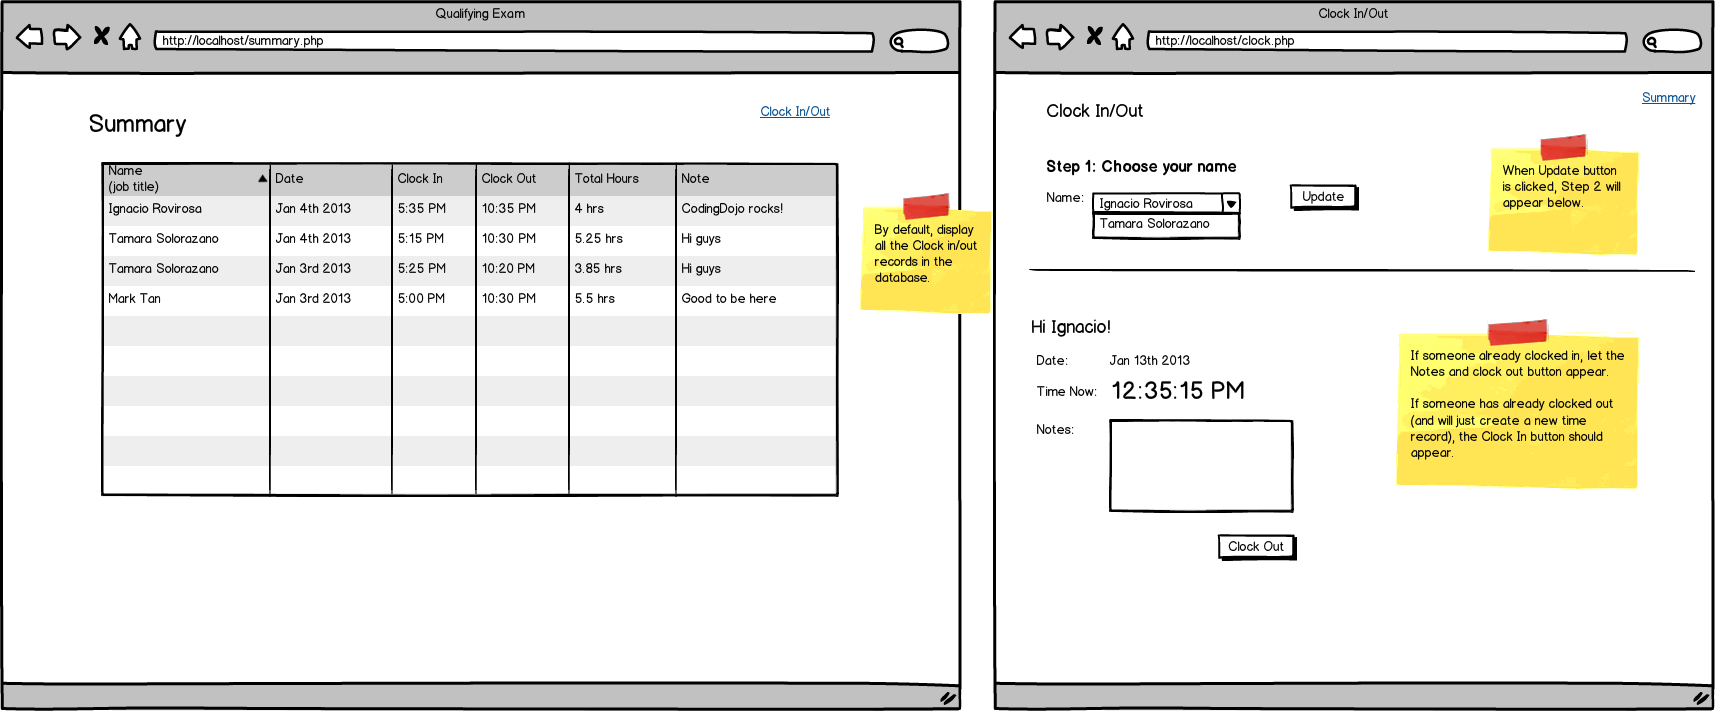 Qualifying Exam
http://localhost/summary.php
Clock In/Out
Summary
Name
(job title)
Date
Clock In
Clock Out
Total Hours
Note
Ignacio Rovirosa
Jan 4th 2013
5:35 PM
10:35 PM
4 hrs
CodingDojo rocks!
Tamara Solorazano
Jan 4th 2013
5:15 PM
10:30 PM
5.25 hrs
Hi guys
Tamara Solorazano
Jan 3rd 2013
5:25 PM
10:20 PM
3.85 hrs
Hi guys
Mark Tan
Jan 3rd 2013
5:00 PM
10:30 PM
5.5 hrs
Good to be here
By default, display
all the Clock in/out
records in the
database.
Clock In/Out
http://localhost/clock.php
Summary
Clock In/Out
Step 1: Choose your name
Name:
Ignacio Rovirosa
Tamara Solorazano
Update
When Update button
is clicked, Step 2 will
appear below.
Hi Ignacio!
Date:
Jan 13th 2013
Time Now:
12:35:15 PM
Notes:
Clock Out
If someone already clocked in, let the
Notes and clock out button appear.
If someone has already clocked out
(and will just create a new time
record), the Clock In button should
appear.